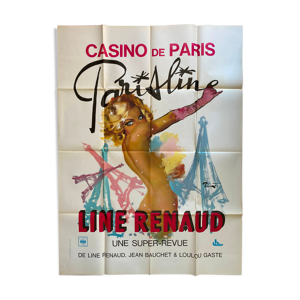 CASINO DE PARIS
Parisline
LINE RENAUD
UNE SUPER-REVUE
DE LINE RENAUD, JEAN BAUCHET & LOULOU GASTE